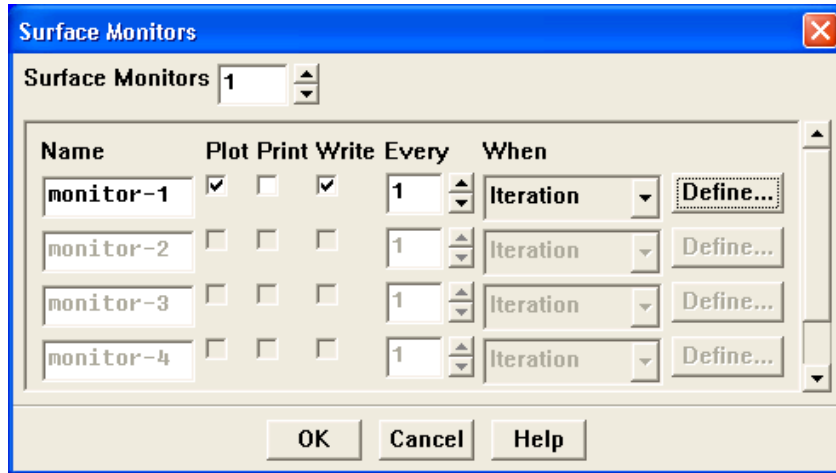 Surface Monitors
Surface Monitors 1
Name Plot Print Write Every When
monitor-1 1 Iteration Define...
monitor-2 1 Iteration Define...
monitor-3 1 Iteration Define...
monitor-4 1 Iteration Define...
OK Cancel Help